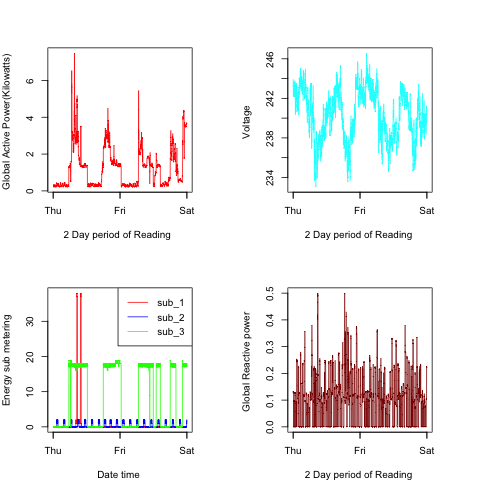 Global Active Power(Kilowatts)
0 2 4 6
Thu Fri Sat
2 Day period of Reading
Voltage
234 238 242 246
Thu Fri Sat
2 Day period of Reading
Energy sub metering
0 10 20 30
sub_1
sub_2
sub_3
Thu Fri Sat
Date time
Global Reactive power
0.0 0.1 0.2 0.3 0.4 0.5
Thu Fri Sat
2 Day period of Reading